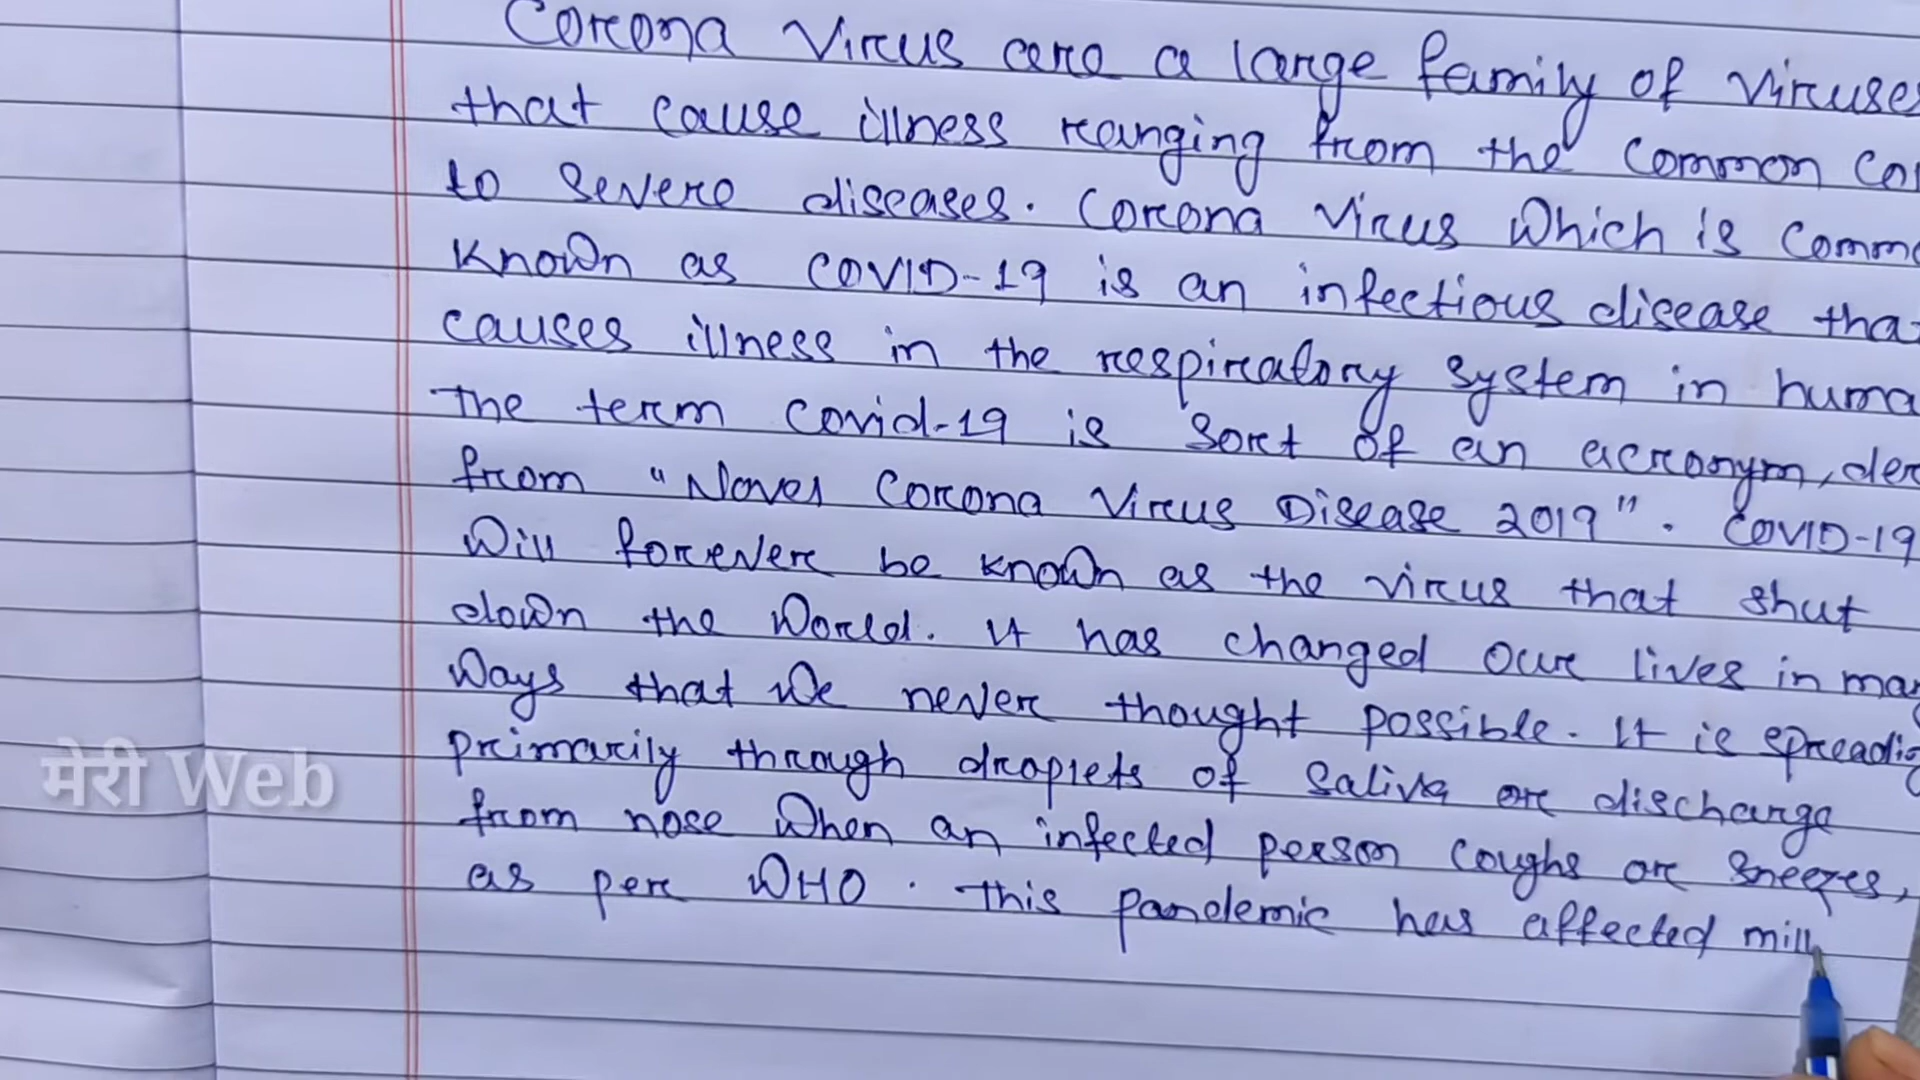 Corona Virus are a large family of viruses
that cause illness ranging from the common co
to severe diseases. Corona Virus which is comm
known as COVID-19 is an infectious disease tha
causes illness in the respiratory system in huma
The term Covid-19 is sort of an acronym, der
from "Novel Corona Virus Disease 2019". COVID-19
will forever be known as the virus that shut
down the world. It has changed our lives in man
ways that we never thought possible. It is spreadig
primarily through droplets of saliva or discharge
from nose when an infected person coughs or sneezes,
as per WHO. This pandemic has affected mill
मेरी Web